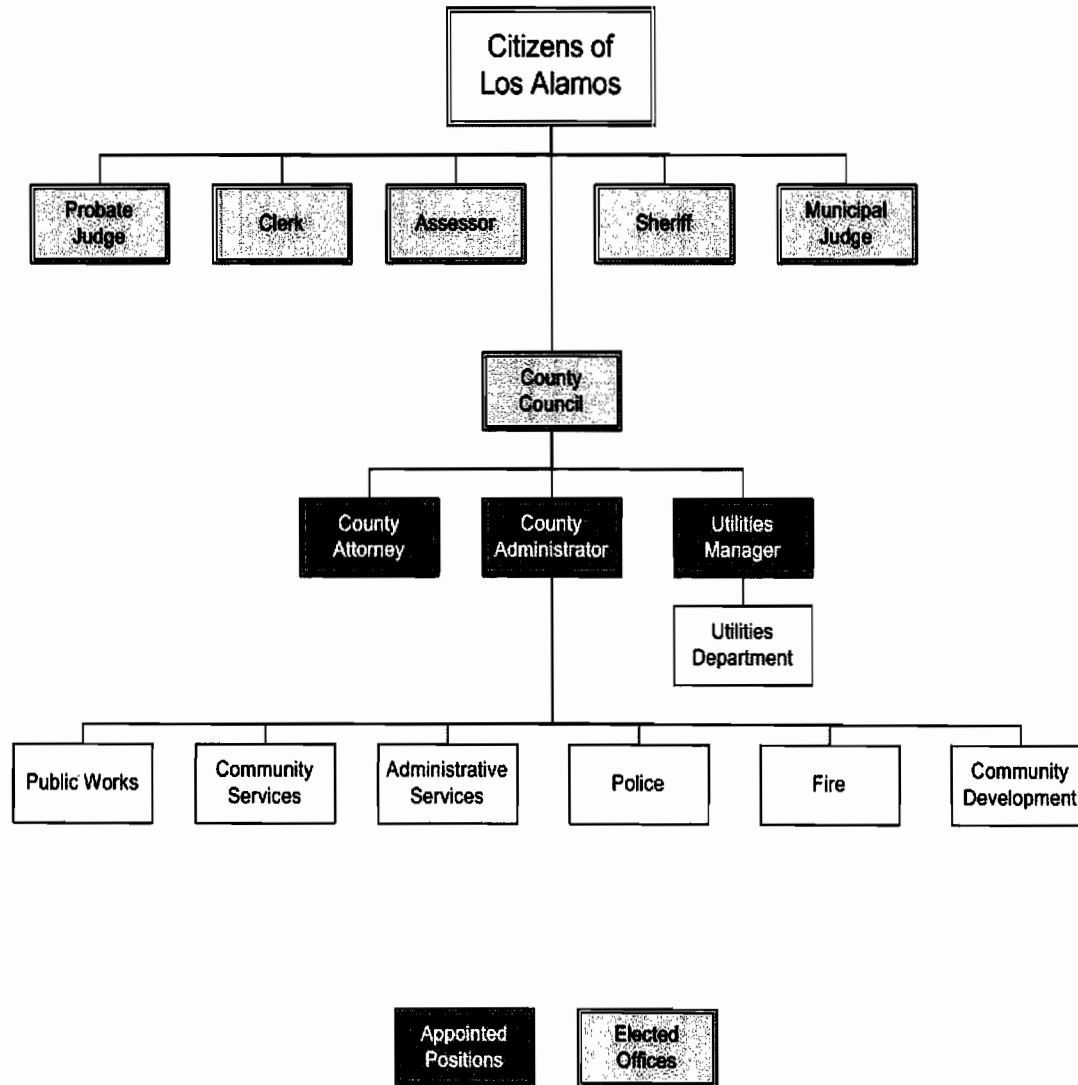 Citizens of
Los Alamos
Probate
Judge
Clerk
Assessor
Sheriff
Municipal
Judge
County
Council
County
Attorney
County
Administrator
Utilities
Manager
Utilities
Department
Public Works
Community
Services
Administrative
Services
Police
Fire
Community
Development
Appointed
Positions
Elected
Offices